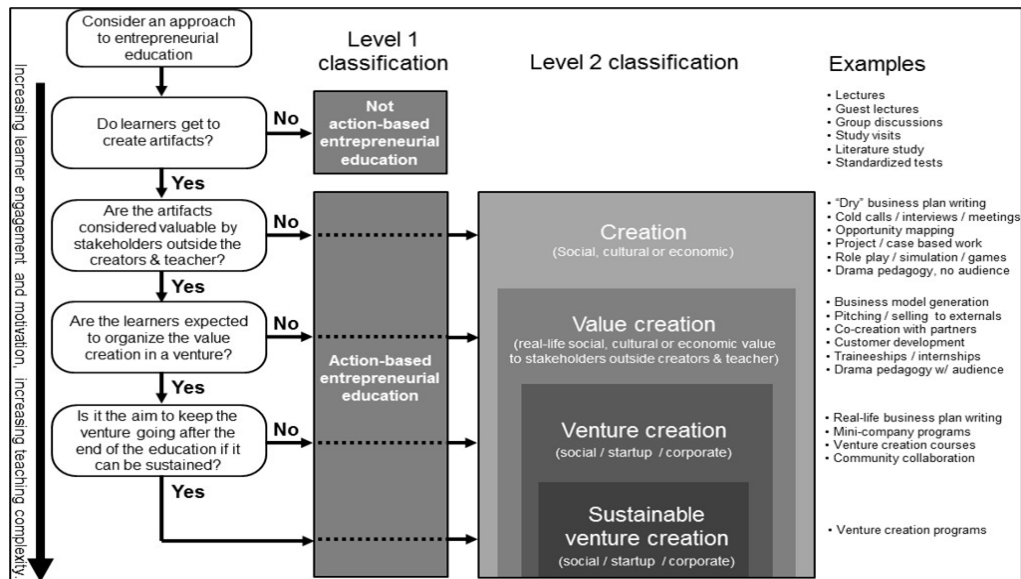 Consider an approach
to entrepreneurial
education
Level 1
classification
Level 2 classification
Examples
Increasing learner engagement and motivation, increasing teaching complexity.
Do learners get to
create artifacts?
No
Not
action-based
entrepreneurial
education
• Lectures
• Guest lectures
• Group discussions
• Study visits
• Literature study
• Standardized tests
Yes
Are the artifacts
considered valuable by
stakeholders outside the
creators & teacher?
No
Creation
(Social, cultural or economic)
• “Dry” business plan writing
• Cold calls / interviews / meetings
• Opportunity mapping
• Project / case based work
• Role play / simulation / games
• Drama pedagogy, no audience
Yes
Are the learners expected
to organize the value
creation in a venture?
No
Value creation
(real-life social, cultural or economic value
to stakeholders outside creators & teacher)
• Business model generation
• Pitching / selling to externals
• Co-creation with partners
• Customer development
• Traineeships / internships
• Drama pedagogy w/ audience
Action-based
entrepreneurial
education
Yes
Is it the aim to keep the
venture going after the
end of the education if it
can be sustained?
No
Venture creation
(social / startup / corporate)
• Real-life business plan writing
• Mini-company programs
• Venture creation courses
• Community collaboration
Yes
Sustainable
venture creation
(social / startup / corporate)
• Venture creation programs